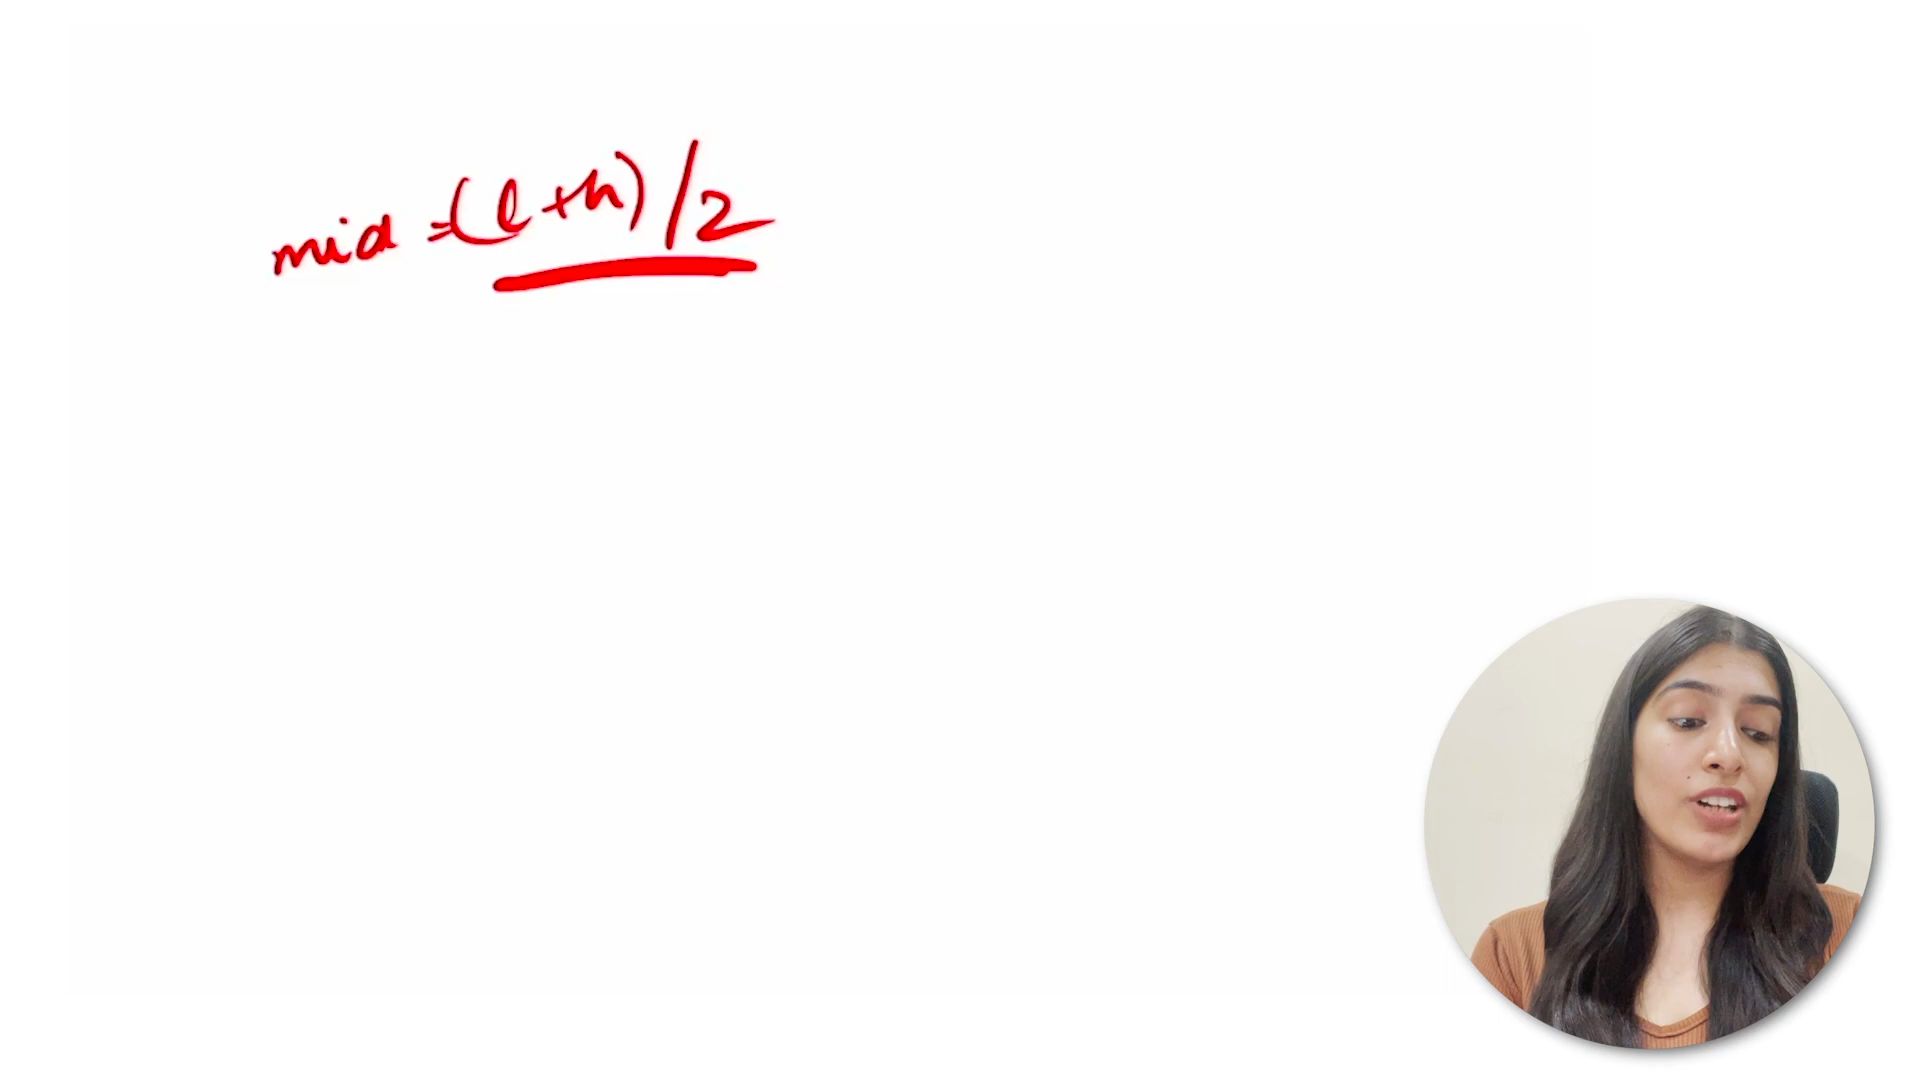 mid = (l+h)/2